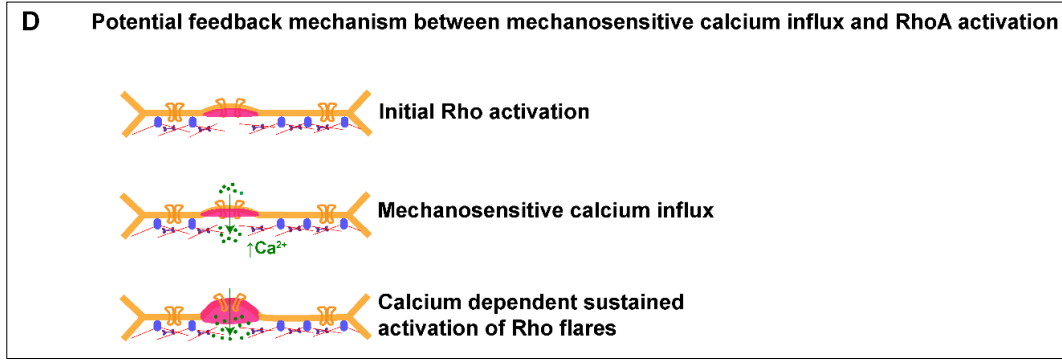 D
Potential feedback mechanism between mechanosensitive calcium influx and RhoA activation
Initial Rho activation
Mechanosensitive calcium influx
↑Ca²⁺
Calcium dependent sustained
activation of Rho flares